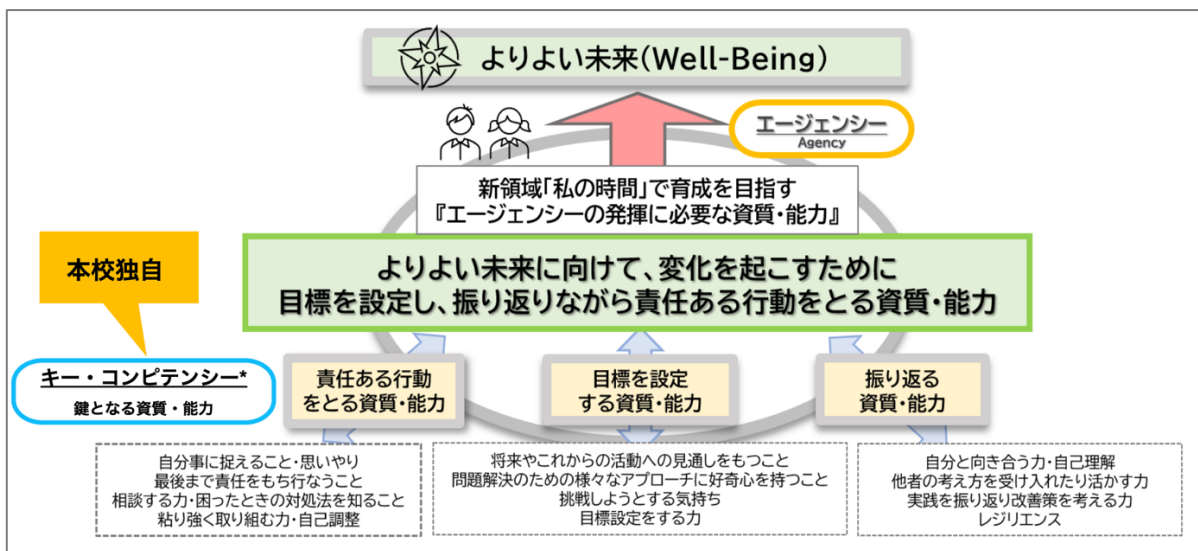 よりよい未来(Well-Being)
エージェンシー
Agency
新領域「私の時間」で育成を目指す
『エージェンシーの発揮に必要な資質・能力』
本校独自
よりよい未来に向けて、変化を起こすために
目標を設定し、振り返りながら責任ある行動をとる資質・能力
キー・コンピテンシー*
鍵となる資質・能力
責任ある行動
をとる資質・能力
目標を設定
する資質・能力
振り返る
資質・能力
自分事に捉えること・思いやり
最後まで責任をもち行なうこと
相談する力・困ったときの対処法を知ること
粘り強く取り組む力・自己調整
将来やこれからの活動への見通しをもつこと
問題解決のための様々なアプローチに好奇心を持つこと
挑戦しようとする気持ち
目標設定をする力
自分と向き合う力・自己理解
他者の考え方を受け入れたり活かす力
実践を振り返り改善策を考える力
レジリエンス